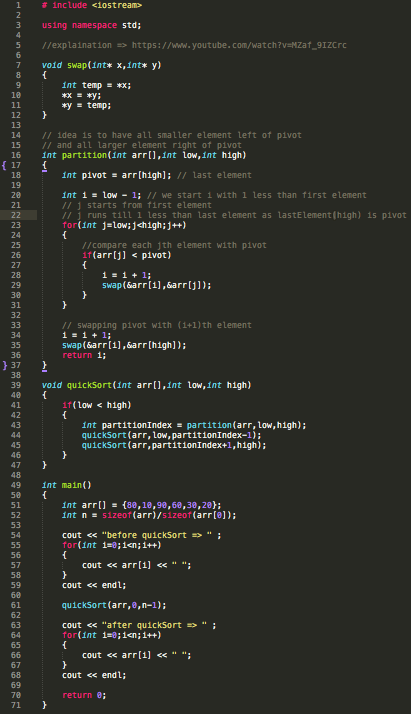 1 # include <iostream>
2
3 using namespace std;
4
5 //explaination => https://www.youtube.com/watch?v=MZaf_9IZCrc
6
7 void swap(int* x,int* y)
8 {
9 int temp = *x;
10 *x = *y;
11 *y = temp;
12 }
13
14 // idea is to have all smaller element left of pivot
15 // and all larger element right of pivot
16 int partition(int arr[],int low,int high)
{ 17 {
18 int pivot = arr[high]; // last element
19
20 int i = low - 1; // we start i with 1 less than first element
21 // j starts from first element
22 // j runs till 1 less than last element as lastElement(high) is pivot
23 for(int j=low;j<high;j++)
24 {
25 //compare each jth element with pivot
26 if(arr[j] < pivot)
27 {
28 i = i + 1;
29 swap(&arr[i],&arr[j]);
30 }
31 }
32
33 // swapping pivot with (i+1)th element
34 i = i + 1;
35 swap(&arr[i],&arr[high]);
36 return i;
} 37 }
38
39 void quickSort(int arr[],int low,int high)
40 {
41 if(low < high)
42 {
43 int partitionIndex = partition(arr,low,high);
44 quickSort(arr,low,partitionIndex-1);
45 quickSort(arr,partitionIndex+1,high);
46 }
47 }
48
49 int main()
50 {
51 int arr[] = {80,10,90,60,30,20};
52 int n = sizeof(arr)/sizeof(arr[0]);
53
54 cout << "before quickSort => " ;
55 for(int i=0;i<n;i++)
56 {
57 cout << arr[i] << " ";
58 }
59 cout << endl;
60
61 quickSort(arr,0,n-1);
62
63 cout << "after quickSort => " ;
64 for(int i=0;i<n;i++)
65 {
66 cout << arr[i] << " ";
67 }
68 cout << endl;
69
70 return 0;
71 }